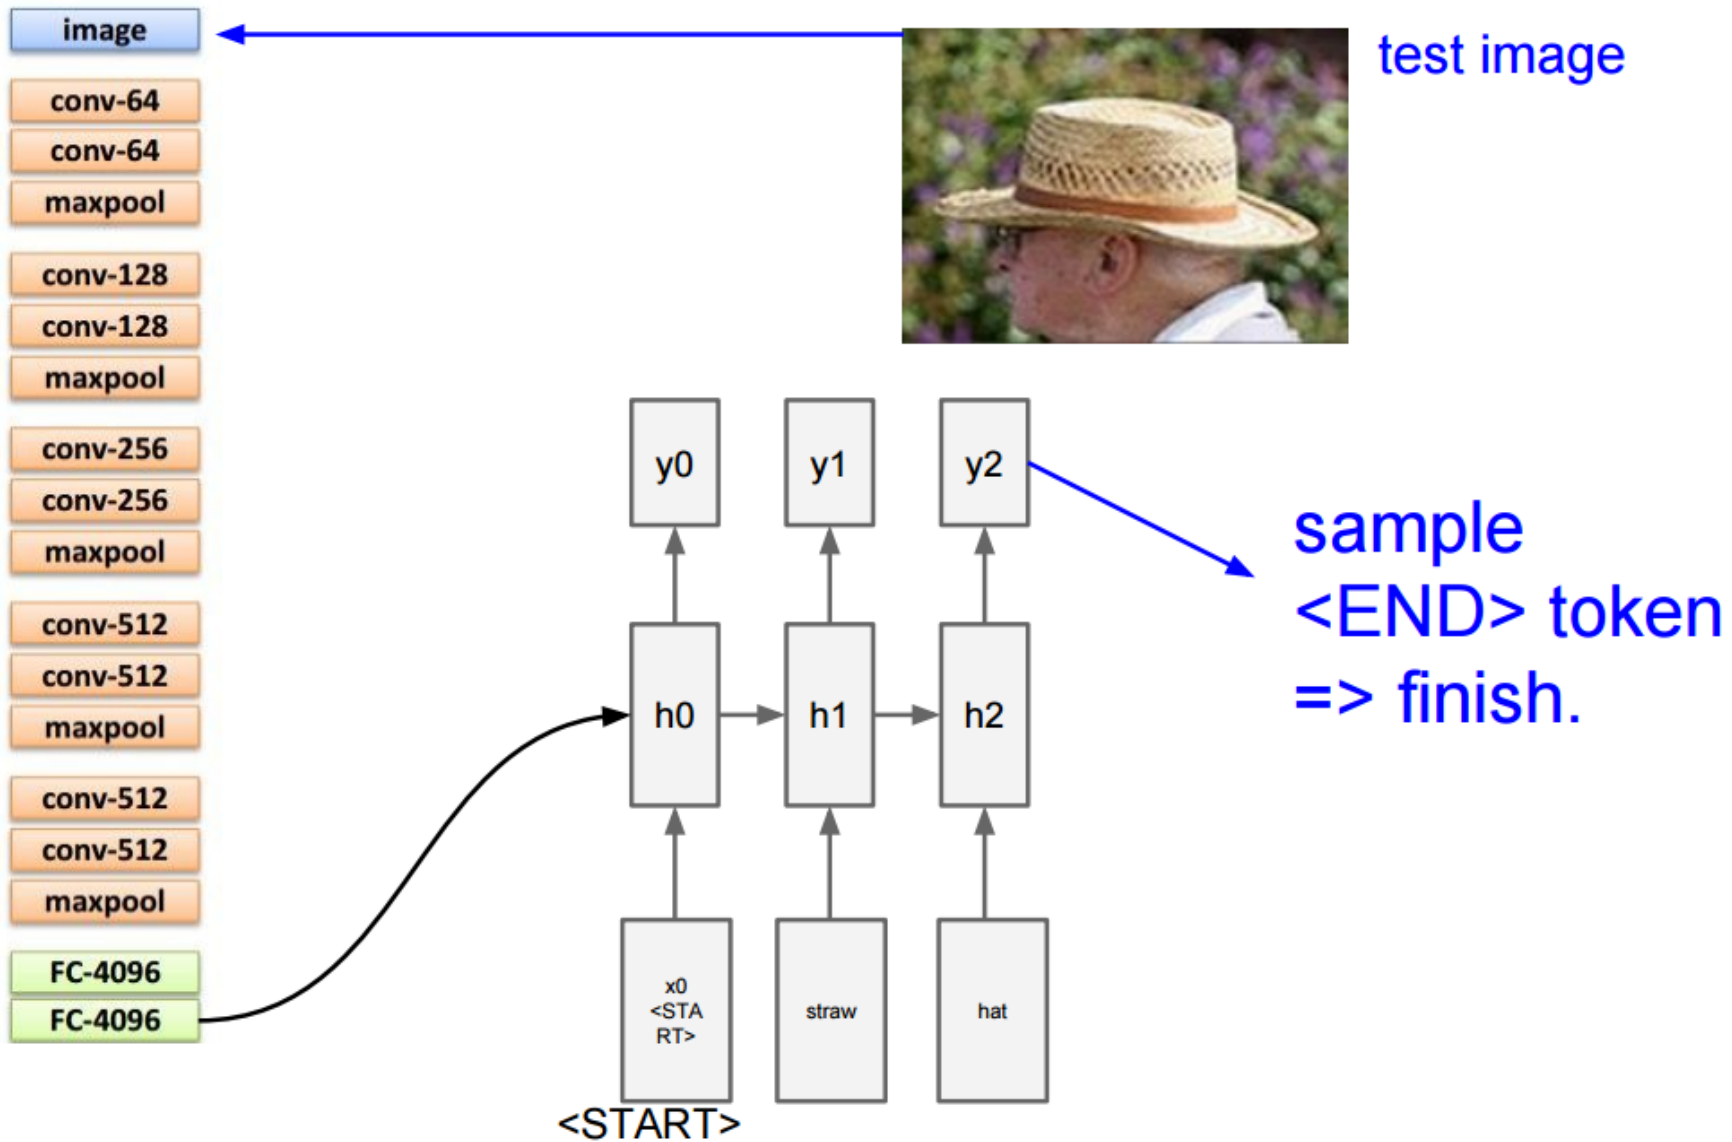 image
test image
conv-64
conv-64
maxpool
conv-128
conv-128
maxpool
conv-256
conv-256
maxpool
conv-512
conv-512
maxpool
conv-512
conv-512
maxpool
FC-4096
FC-4096
y0
y1
y2
sample
<END> token
=> finish.
h0
h1
h2
x0
<STA
RT>
straw
hat
<START>